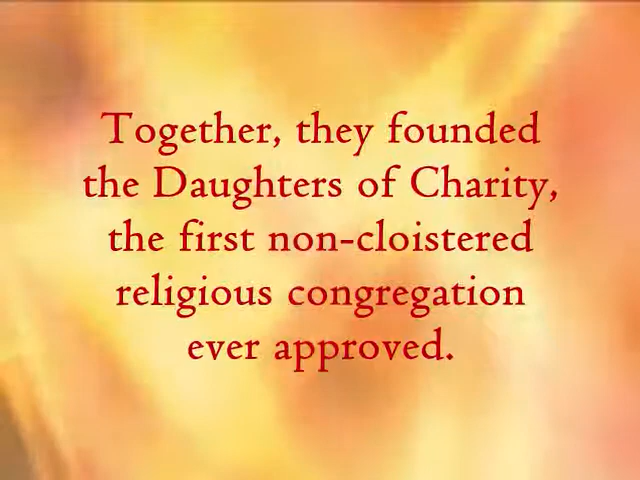 Together, they founded
the Daughters of Charity,
the first non-cloistered
religious congregation
ever approved.